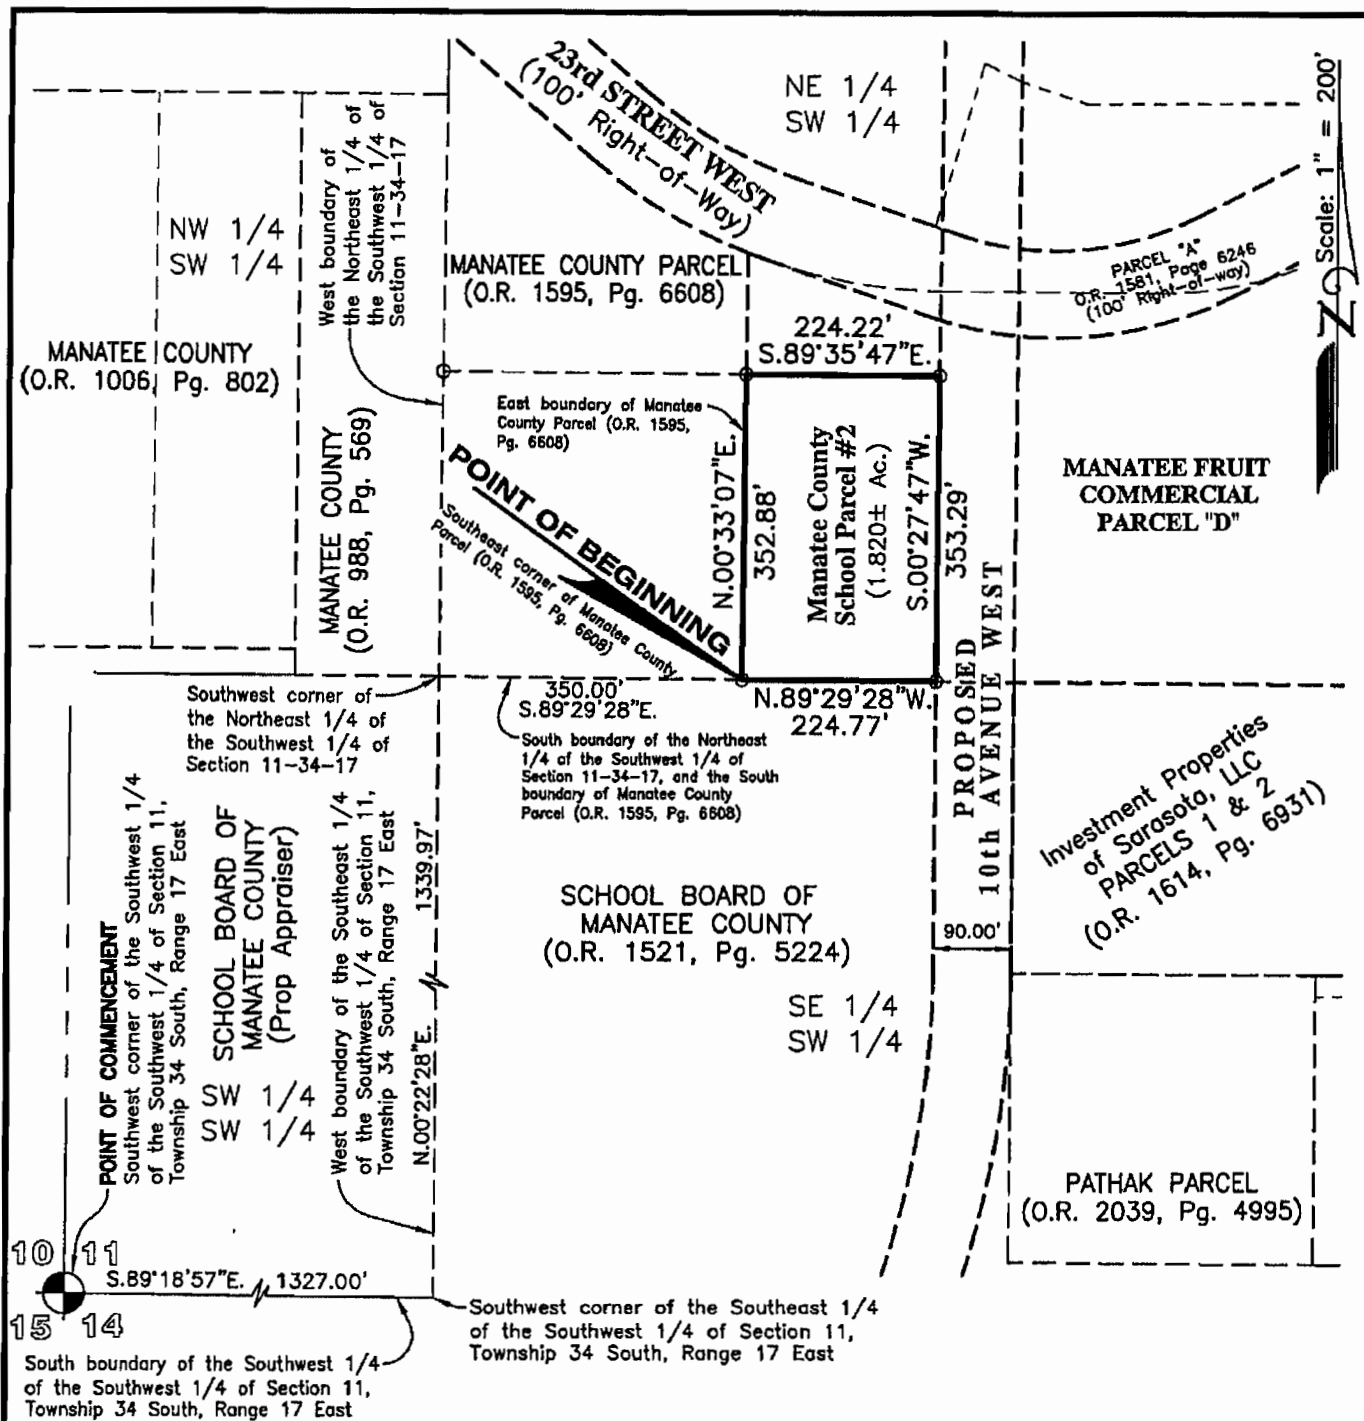 23rd STREET WEST
(100' Right-of-Way)
NE 1/4
SW 1/4
Scale: 1" = 200'
N
West boundary of
the Northeast 1/4 of
the Southwest 1/4 of
Section 11-34-17
NW 1/4
SW 1/4
MANATEE COUNTY PARCEL
(O.R. 1595, Pg. 6608)
PARCEL "A"
O.R. 1581, Page 6246
(100' Right-of-way)
MANATEE COUNTY
(O.R. 1006, Pg. 802)
224.22'
S.89°35'47"E.
East boundary of Manatee
County Parcel (O.R. 1595,
Pg. 6608)
MANATEE COUNTY
(O.R. 988, Pg. 569)
POINT OF BEGINNING
Southeast corner of Manatee County
Parcel (O.R. 1595, Pg. 6608)
N.00°33'07"E.
352.88'
Manatee County
School Parcel #2
(1.820± Ac.)
S.00°27'47"W.
353.29'
MANATEE FRUIT
COMMERCIAL
PARCEL "D"
PROPOSED
10th AVENUE WEST
Southwest corner of
the Northeast 1/4 of
the Southwest 1/4 of
Section 11-34-17
350.00'
S.89°29'28"E.
N.89°29'28"W.
224.77'
South boundary of the Northeast
1/4 of the Southwest 1/4 of
Section 11-34-17, and the South
boundary of Manatee County
Parcel (O.R. 1595, Pg. 6608)
Investment Properties
of Sarasota, LLC
PARCELS 1 & 2
(O.R. 1614, Pg. 6931)
POINT OF COMMENCEMENT
Southwest corner of the Southwest 1/4
of the Southwest 1/4 of Section 11,
Township 34 South, Range 17 East
SCHOOL BOARD OF
MANATEE COUNTY
(Prop Appraiser)
SW 1/4
SW 1/4
West boundary of the Southeast 1/4
of the Southwest 1/4 of Section 11,
Township 34 South, Range 17 East
N.00°22'28"E. 1339.97'
SCHOOL BOARD OF
MANATEE COUNTY
(O.R. 1521, Pg. 5224)
90.00'
SE 1/4
SW 1/4
PATHAK PARCEL
(O.R. 2039, Pg. 4995)
10 11
15 14
S.89°18'57"E. 1327.00'
Southwest corner of the Southeast 1/4
of the Southwest 1/4 of Section 11,
Township 34 South, Range 17 East
South boundary of the Southwest 1/4
of the Southwest 1/4 of Section 11,
Township 34 South, Range 17 East